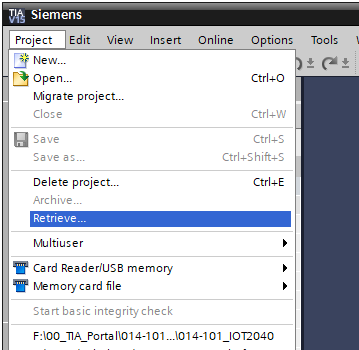 TIA V15 Siemens
Project Edit View Insert Online Options Tools
New...
Open... Ctrl+O
Migrate project...
Close Ctrl+W
Save Ctrl+S
Save as... Ctrl+Shift+S
Delete project... Ctrl+E
Archive...
Retrieve...
Multiuser
Card Reader/USB memory
Memory card file
Start basic integrity check
F:\00_TIA_Portal\014-101...\014-101_IOT2040